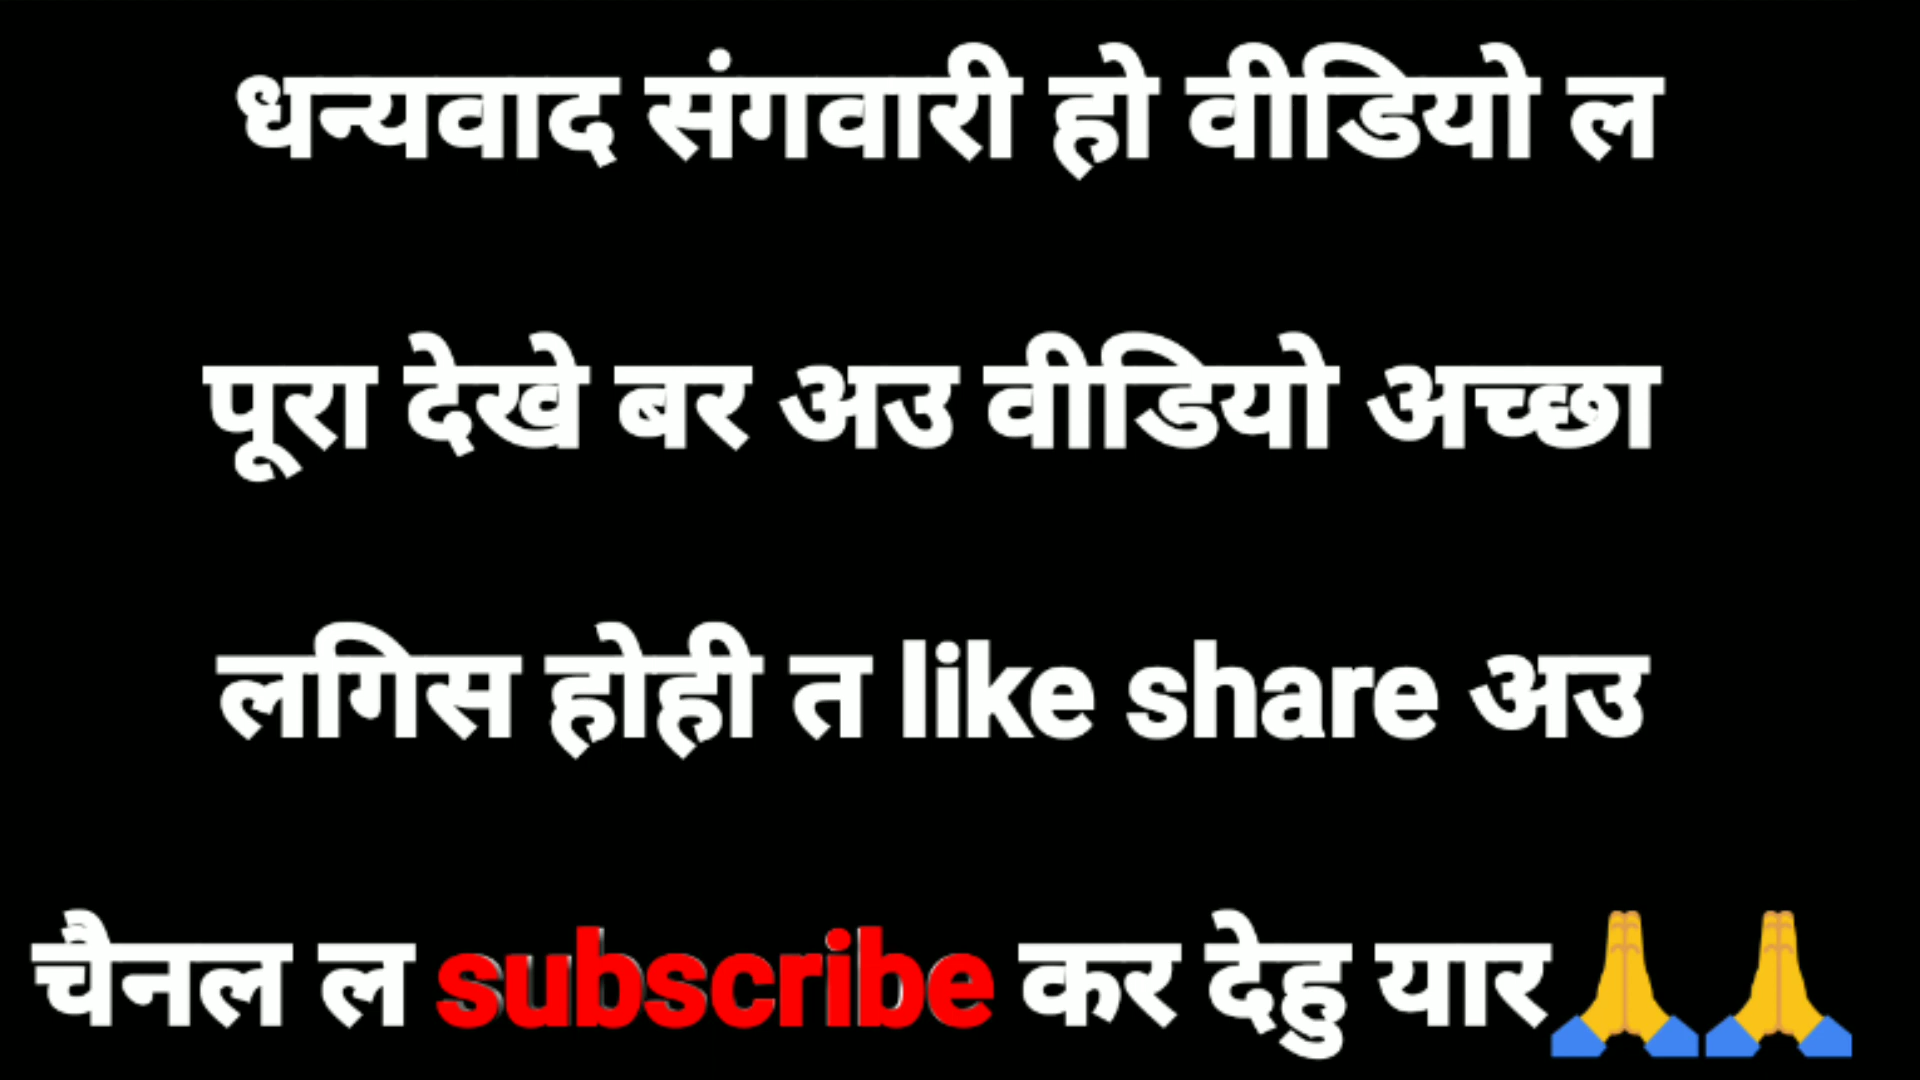 धन्यवाद संगवारी हो वीडियो ल
पूरा देखे बर अउ वीडियो अच्छा
लगिस होही त like share अउ
चैनल ल subscribe कर देहु यार🙏🙏